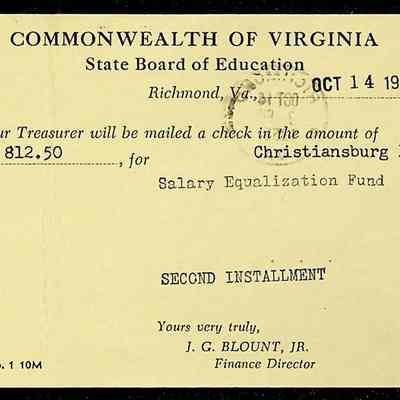 COMMONWEALTH OF VIRGINIA
State Board of Education
Richmond, Va., OCT 14 19
ur Treasurer will be mailed a check in the amount of
812.50 , for Christiansburg
Salary Equalization Fund
SECOND INSTALLMENT
Yours very truly,
J. G. BLOUNT, JR.
Finance Director
. 1 10M